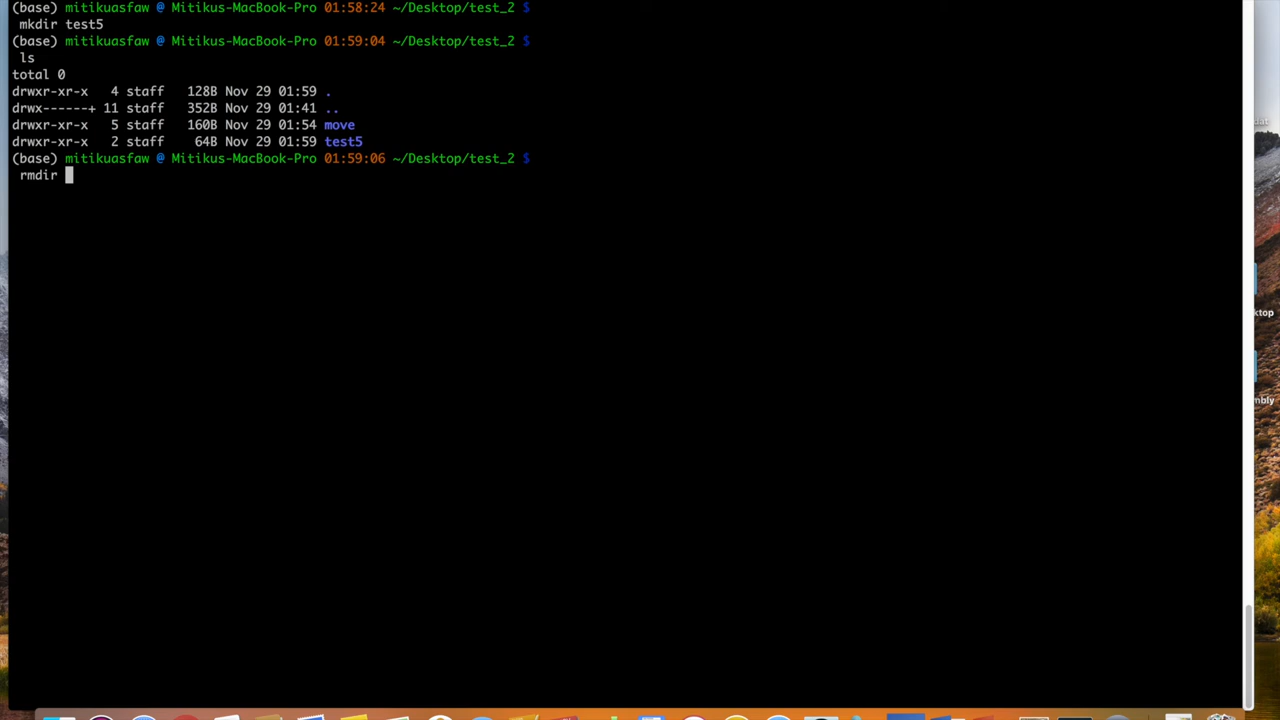 (base) mitikuasfaw @ Mitikus-MacBook-Pro 01:58:24 ~/Desktop/test_2 $
mkdir test5
(base) mitikuasfaw @ Mitikus-MacBook-Pro 01:59:04 ~/Desktop/test_2 $
ls
total 0
drwxr-xr-x   4 staff   128B Nov 29 01:59 .
drwx------+ 11 staff   352B Nov 29 01:41 ..
drwxr-xr-x   5 staff   160B Nov 29 01:54 move
drwxr-xr-x   2 staff    64B Nov 29 01:59 test5
(base) mitikuasfaw @ Mitikus-MacBook-Pro 01:59:06 ~/Desktop/test_2 $
rmdir
ktop
mbly